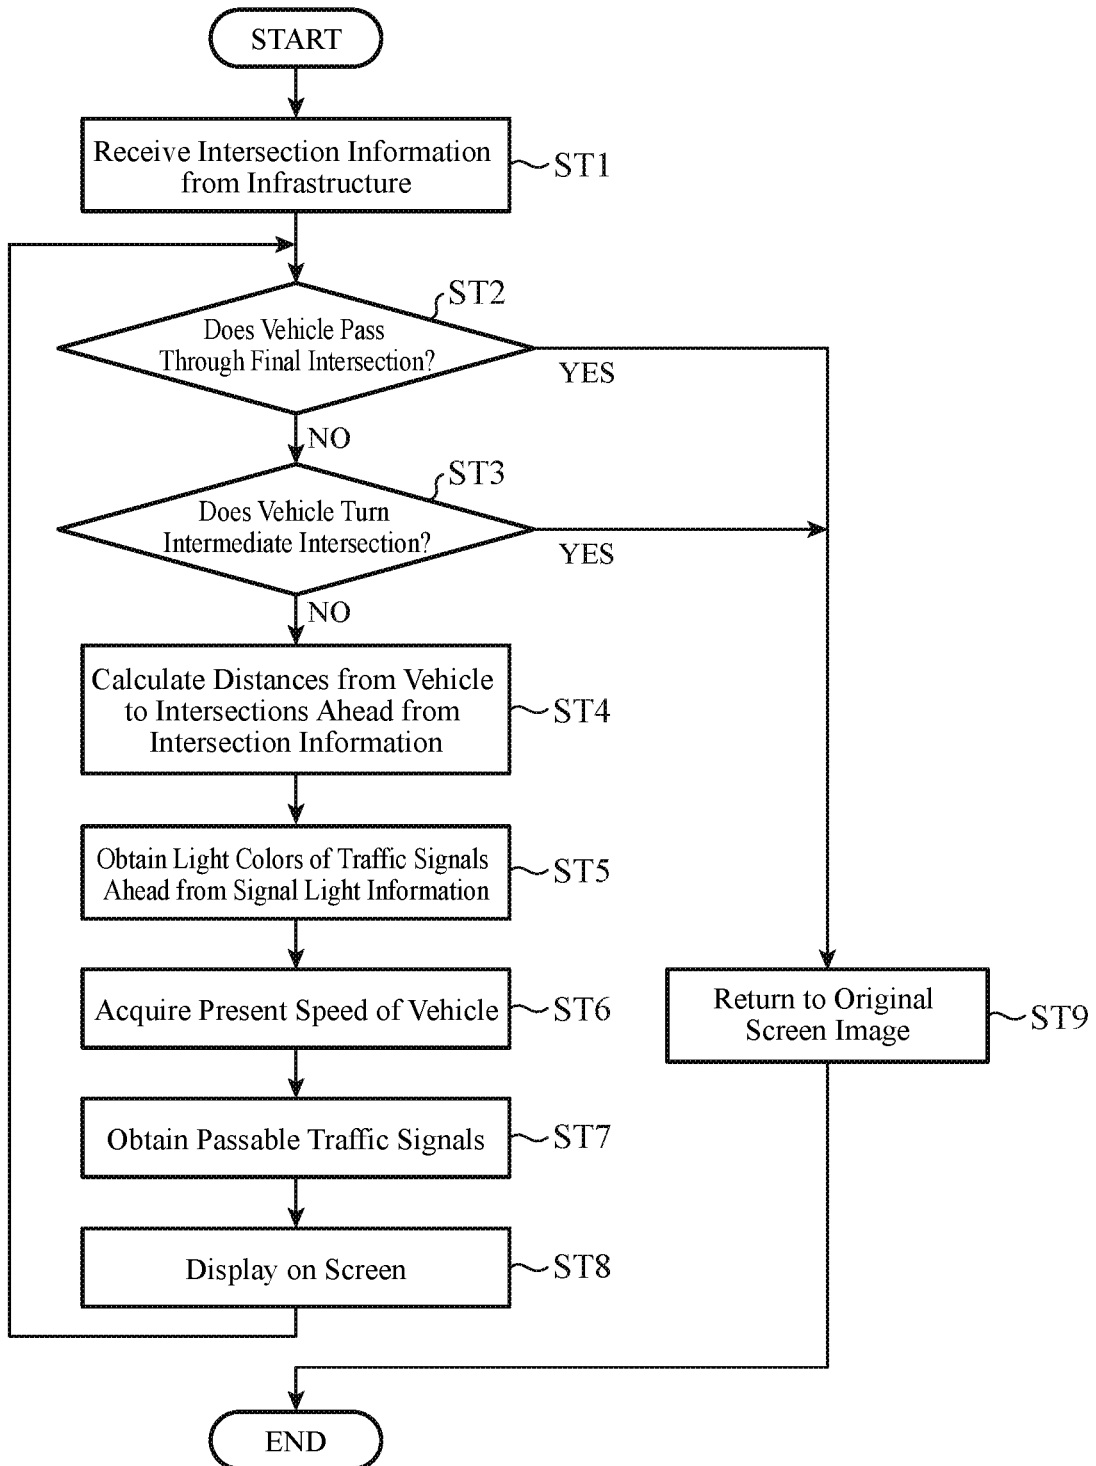 START
Receive Intersection Information
from Infrastructure
ST1
ST2
Does Vehicle Pass
Through Final Intersection?
YES
NO
ST3
Does Vehicle Turn
Intermediate Intersection?
YES
NO
Calculate Distances from Vehicle
to Intersections Ahead from
Intersection Information
ST4
Obtain Light Colors of Traffic Signals
Ahead from Signal Light Information
ST5
Acquire Present Speed of Vehicle
ST6
Return to Original
Screen Image
ST9
Obtain Passable Traffic Signals
ST7
Display on Screen
ST8
END